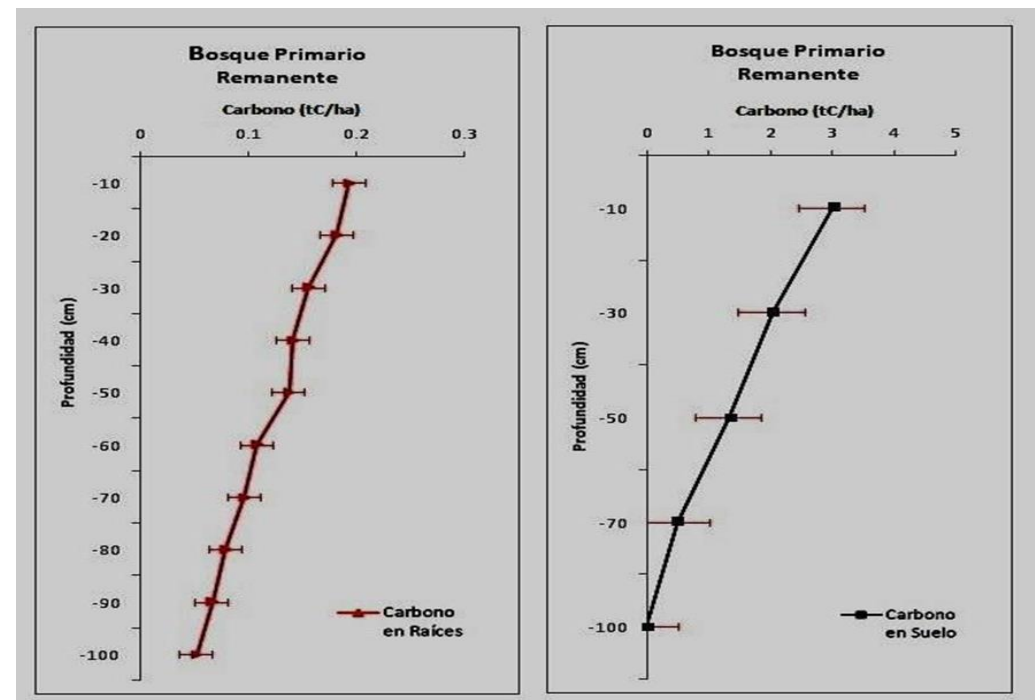 Bosque Primario
Remanente
Carbono (tC/ha)
0 0.1 0.2 0.3
-10
-20
-30
-40
-50
-60
-70
-80
-90
-100
Profundidad (cm)
Carbono
en Raíces
Bosque Primario
Remanente
Carbono (tC/ha)
0 1 2 3 4 5
-10
-30
-50
-70
-100
Profundidad (cm)
Carbono
en Suelo